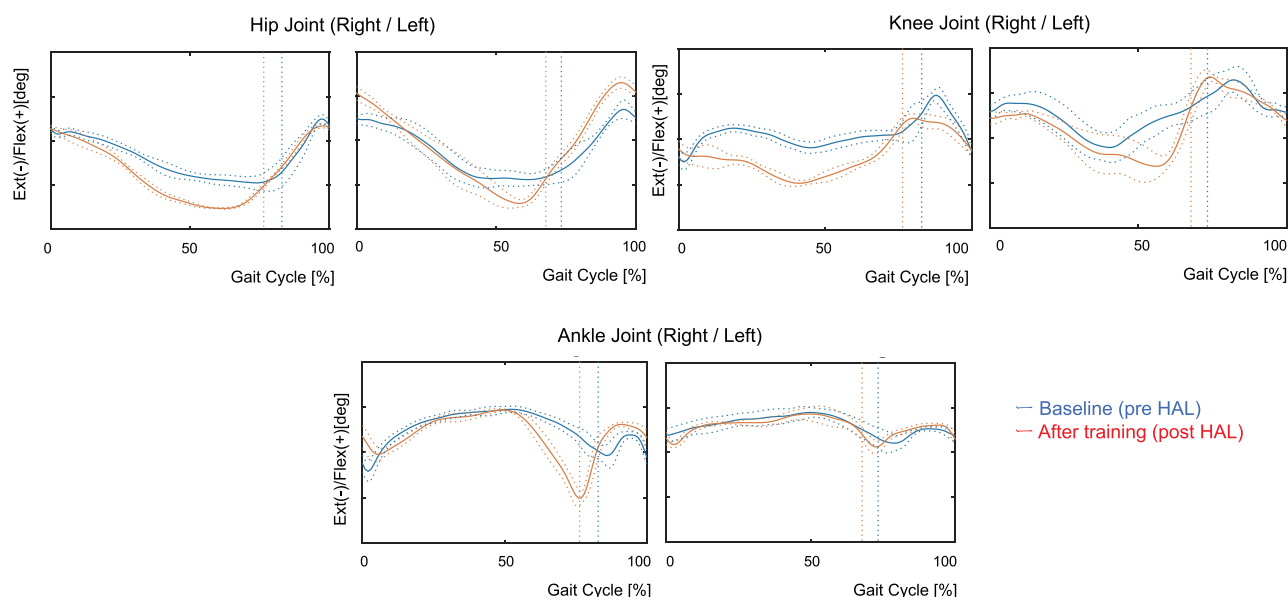 Hip Joint (Right / Left)
Knee Joint (Right / Left)
Ext(-)/Flex(+)[deg]
Ext(-)/Flex(+)[deg]
0 50 100
0 50 100
0 50 100
0 50 100
Gait Cycle [%]
Gait Cycle [%]
Gait Cycle [%]
Gait Cycle [%]
Ankle Joint (Right / Left)
Ext(-)/Flex(+)[deg]
Baseline (pre HAL)
After training (post HAL)
0 50 100
0 50 100
Gait Cycle [%]
Gait Cycle [%]